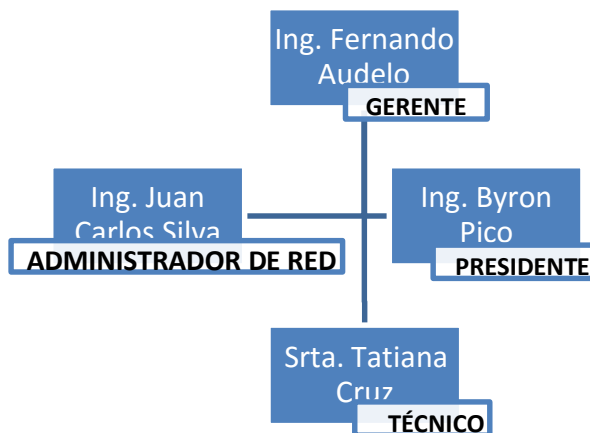 Ing. Fernando
Audelo
GERENTE
Ing. Juan
Carlos Silva
ADMINISTRADOR DE RED
Ing. Byron
Pico
PRESIDENTE
Srta. Tatiana
Cruz
TÉCNICO